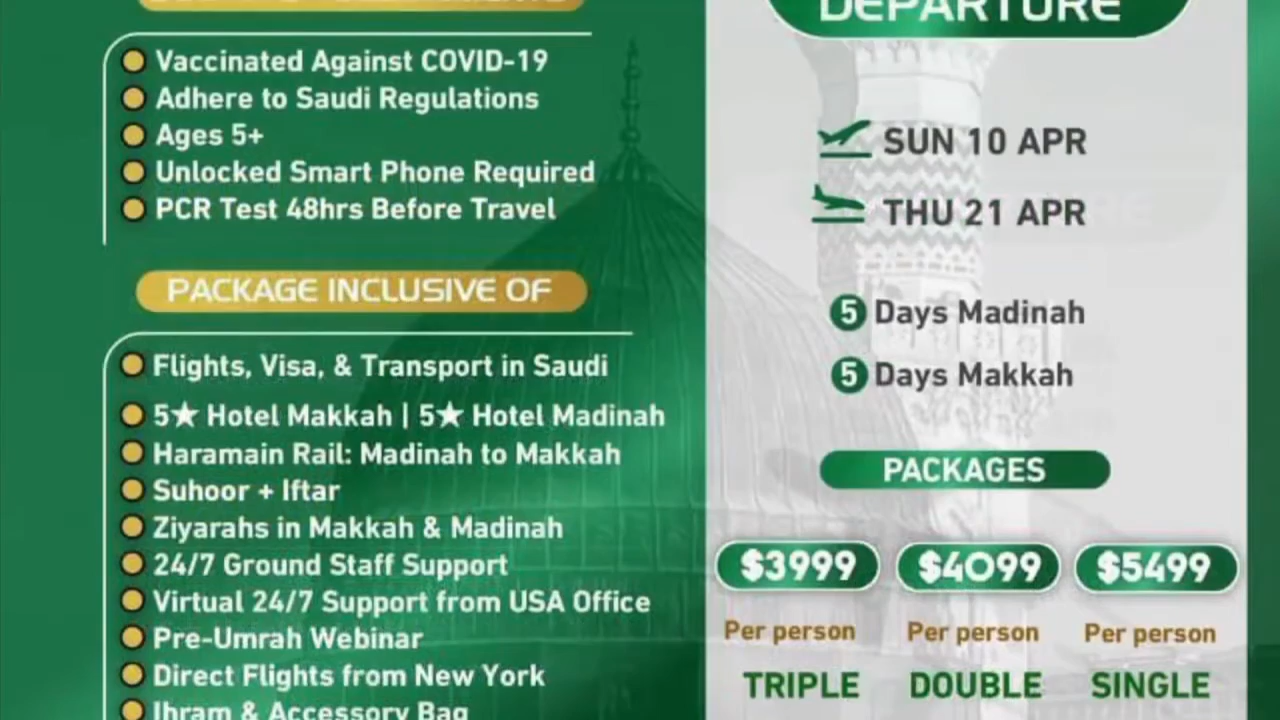 Vaccinated Against COVID-19
Adhere to Saudi Regulations
Ages 5+
Unlocked Smart Phone Required
PCR Test 48hrs Before Travel
PACKAGE INCLUSIVE OF
Flights, Visa, & Transport in Saudi
5★ Hotel Makkah | 5★ Hotel Madinah
Haramain Rail: Madinah to Makkah
Suhoor + Iftar
Ziyarahs in Makkah & Madinah
24/7 Ground Staff Support
Virtual 24/7 Support from USA Office
Pre-Umrah Webinar
Direct Flights from New York
Ihram & Accessory Bag
DEPARTURE
SUN 10 APR
THU 21 APR
5 Days Madinah
5 Days Makkah
PACKAGES
$3999 $4099 $5499
Per person Per person Per person
TRIPLE DOUBLE SINGLE